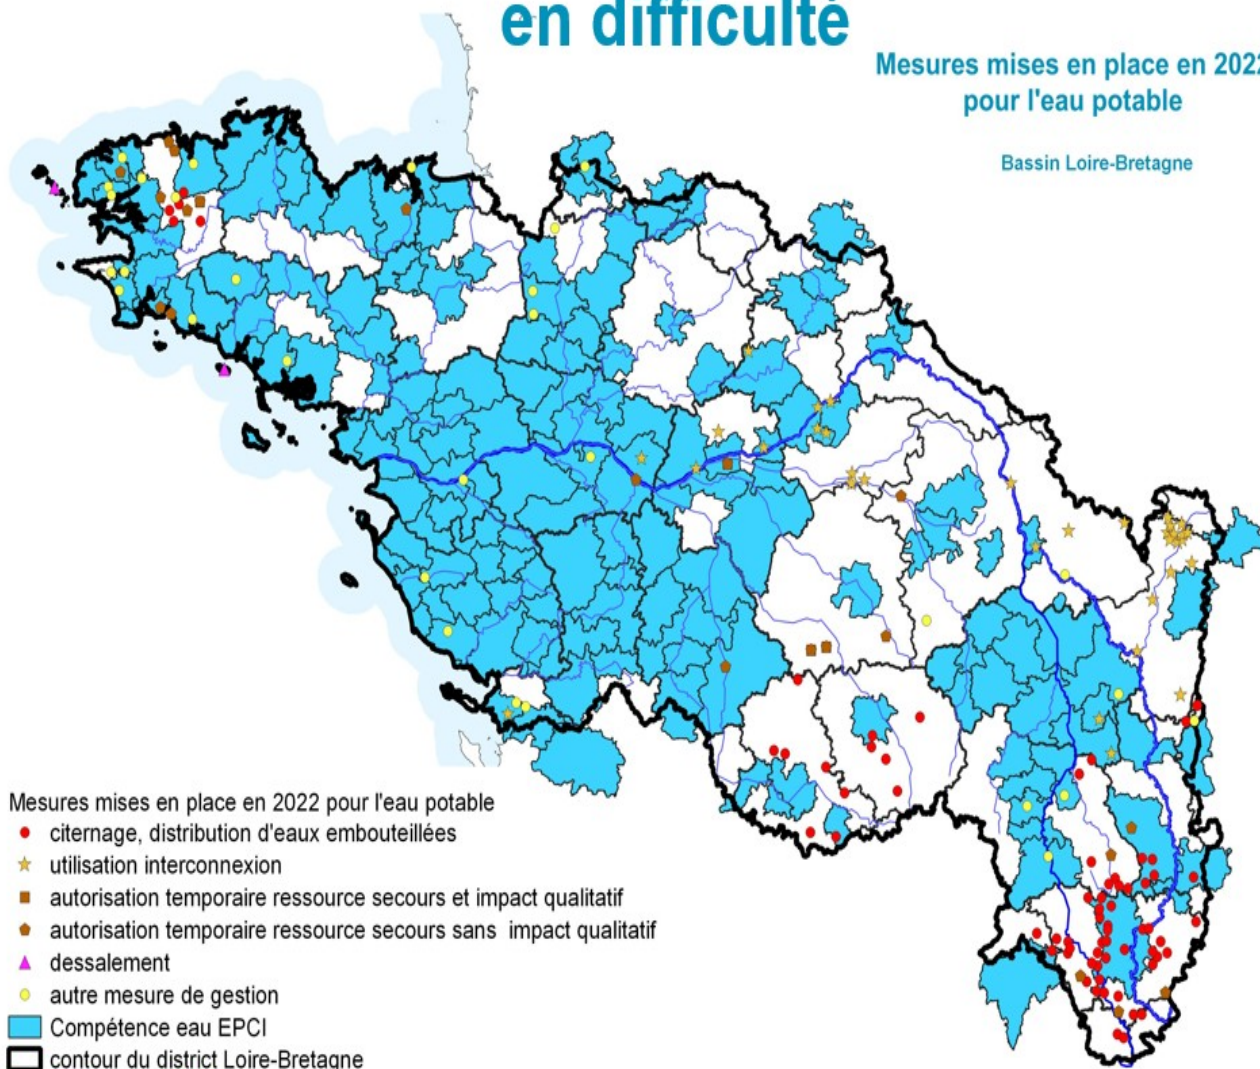 en difficulté
Mesures mises en place en 2022
pour l'eau potable
Bassin Loire-Bretagne
Mesures mises en place en 2022 pour l'eau potable
citernage, distribution d'eaux embouteillées
utilisation interconnexion
autorisation temporaire ressource secours et impact qualitatif
autorisation temporaire ressource secours sans impact qualitatif
dessalement
autre mesure de gestion
Compétence eau EPCI
contour du district Loire-Bretagne